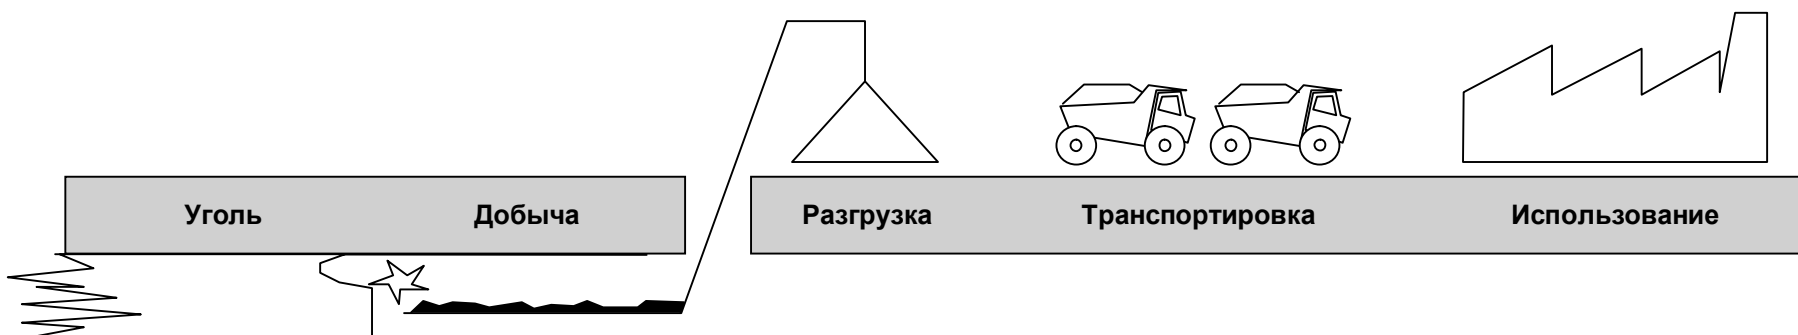 Уголь
Добыча
Разгрузка
Транспортировка
Использование